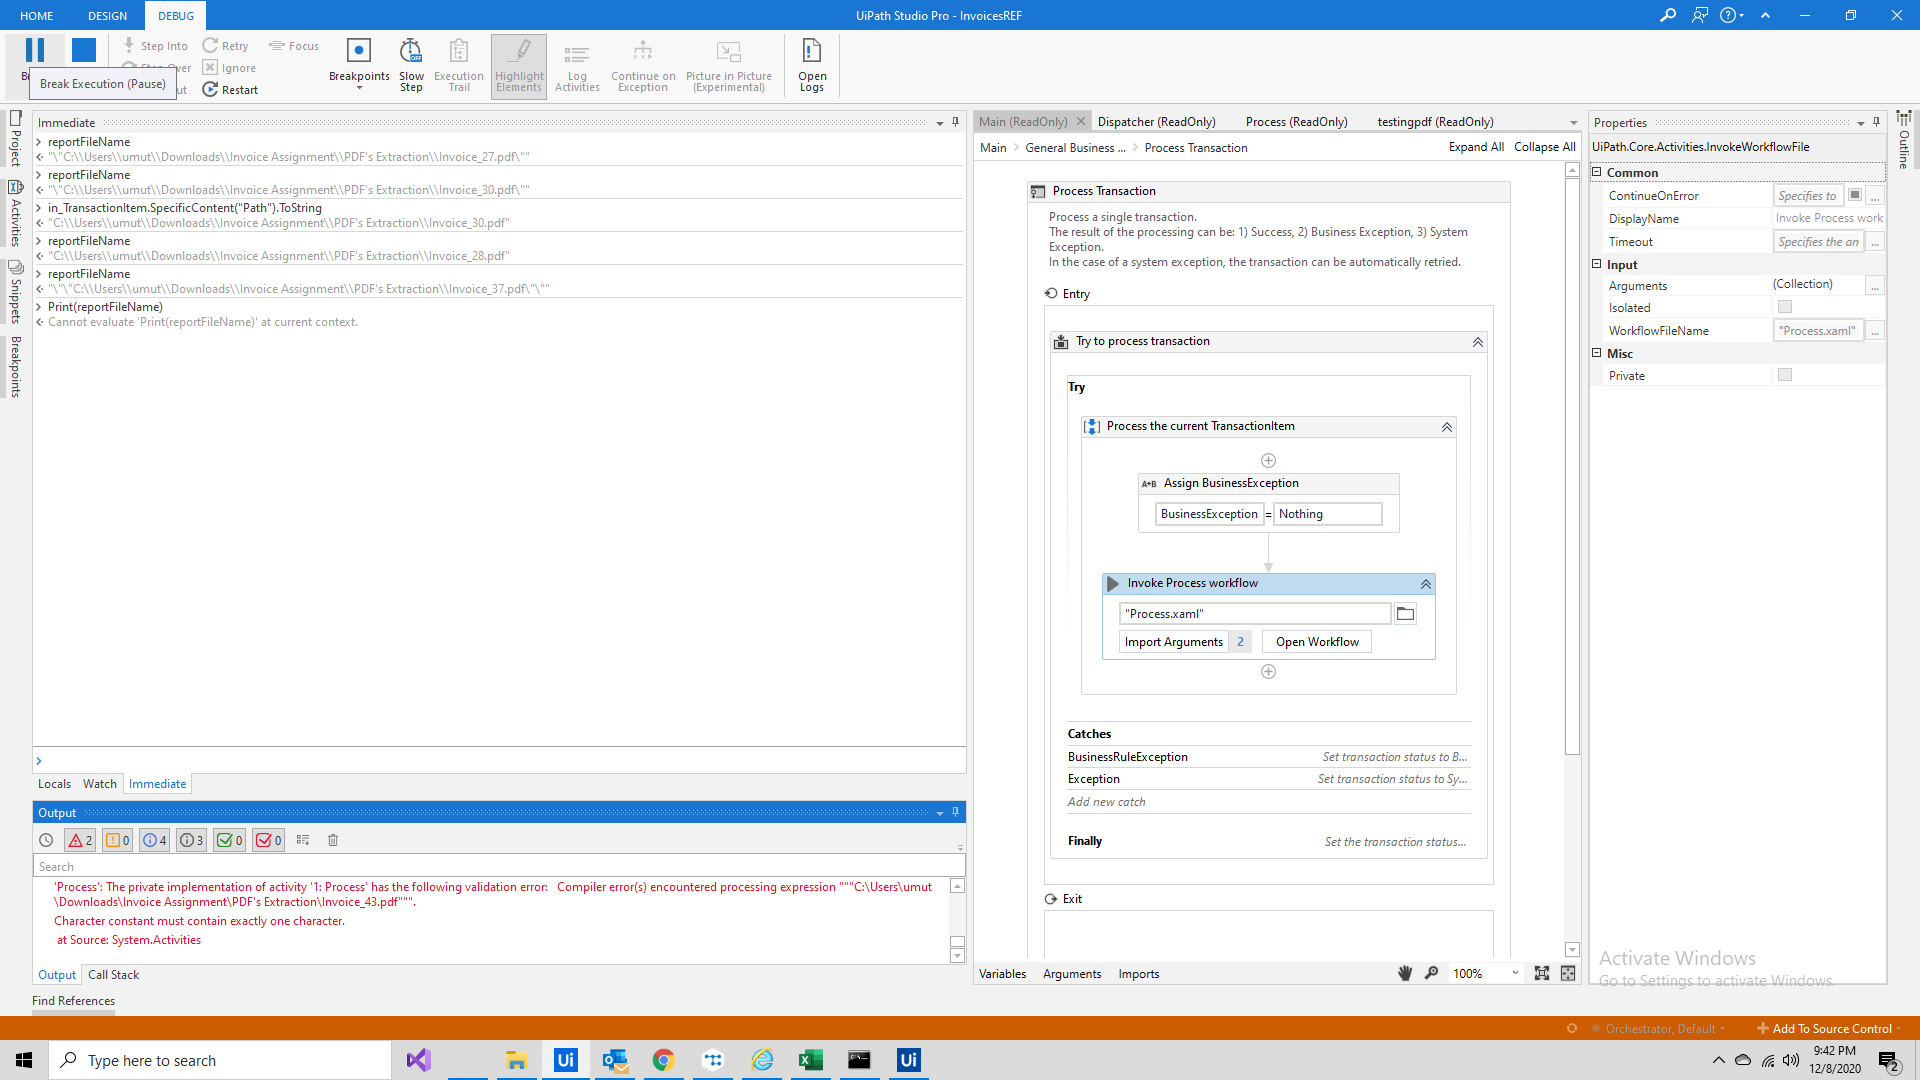 HOME DESIGN DEBUG UiPath Studio Pro - InvoicesREF
Step Into Retry Focus
Ignore
Restart
Break Execution (Pause)
Breakpoints
Slow Step
Execution Trail
Highlight Elements
Log Activities
Continue on Exception
Picture in Picture (Experimental)
Open Logs
Project
Activities
Snippets
Breakpoints
Immediate
reportFileName
"\"C:\\Users\\umut\\Downloads\\Invoice Assignment\\PDF's Extraction\\Invoice_27.pdf\""
reportFileName
"\"C:\\Users\\umut\\Downloads\\Invoice Assignment\\PDF's Extraction\\Invoice_30.pdf\""
in_TransactionItem.SpecificContent("Path").ToString
"C:\\Users\\umut\\Downloads\\Invoice Assignment\\PDF's Extraction\\Invoice_30.pdf"
reportFileName
"C:\\Users\\umut\\Downloads\\Invoice Assignment\\PDF's Extraction\\Invoice_28.pdf"
reportFileName
"\"\"C:\\Users\\umut\\Downloads\\Invoice Assignment\\PDF's Extraction\\Invoice_37.pdf\"\""
Print(reportFileName)
Cannot evaluate 'Print(reportFileName)' at current context.
Locals Watch Immediate
Output
2 0 4 3 0 0
Search
'Process': The private implementation of activity '1: Process' has the following validation error: Compiler error(s) encountered processing expression """C:\Users\umut
\Downloads\Invoice Assignment\PDF's Extraction\Invoice_43.pdf""".
Character constant must contain exactly one character.
at Source: System.Activities
Output Call Stack
Find References
Main (ReadOnly) Dispatcher (ReadOnly) Process (ReadOnly) testingpdf (ReadOnly)
Main > General Business ... > Process Transaction Expand All Collapse All
Process Transaction
Process a single transaction.
The result of the processing can be: 1) Success, 2) Business Exception, 3) System
Exception.
In the case of a system exception, the transaction can be automatically retried.
Entry
Try to process transaction
Try
Process the current TransactionItem
A+B Assign BusinessException
BusinessException = Nothing
Invoke Process workflow
"Process.xaml"
Import Arguments 2 Open Workflow
Catches
BusinessRuleException Set transaction status to B...
Exception Set transaction status to Sy...
Add new catch
Finally Set the transaction status...
Exit
Variables Arguments Imports 100%
Properties
UiPath.Core.Activities.InvokeWorkflowFile
Common
ContinueOnError Specifies to ...
DisplayName Invoke Process work
Timeout Specifies the an ...
Input
Arguments (Collection) ...
Isolated
WorkflowFileName "Process.xaml" ...
Misc
Private
Outline
Activate Windows
Go to Settings to activate Windows.
Orchestrator, Default Add To Source Control
Type here to search
Ui Ui
9:42 PM
12/8/2020
2